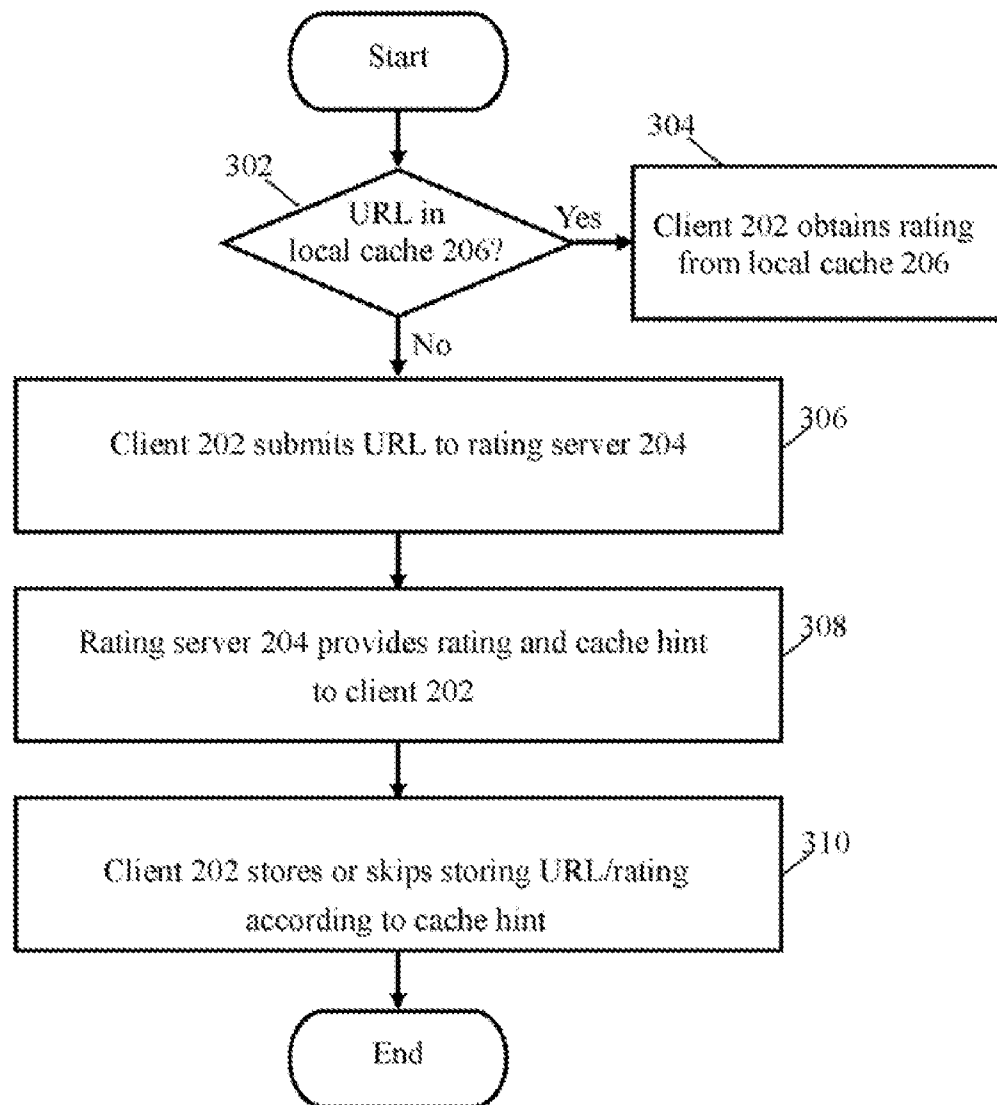 Start
302
URL in
local cache 206?
Yes
304
Client 202 obtains rating
from local cache 206
No
Client 202 submits URL to rating server 204
306
Rating server 204 provides rating and cache hint
to client 202
308
Client 202 stores or skips storing URL/rating
according to cache hint
310
End